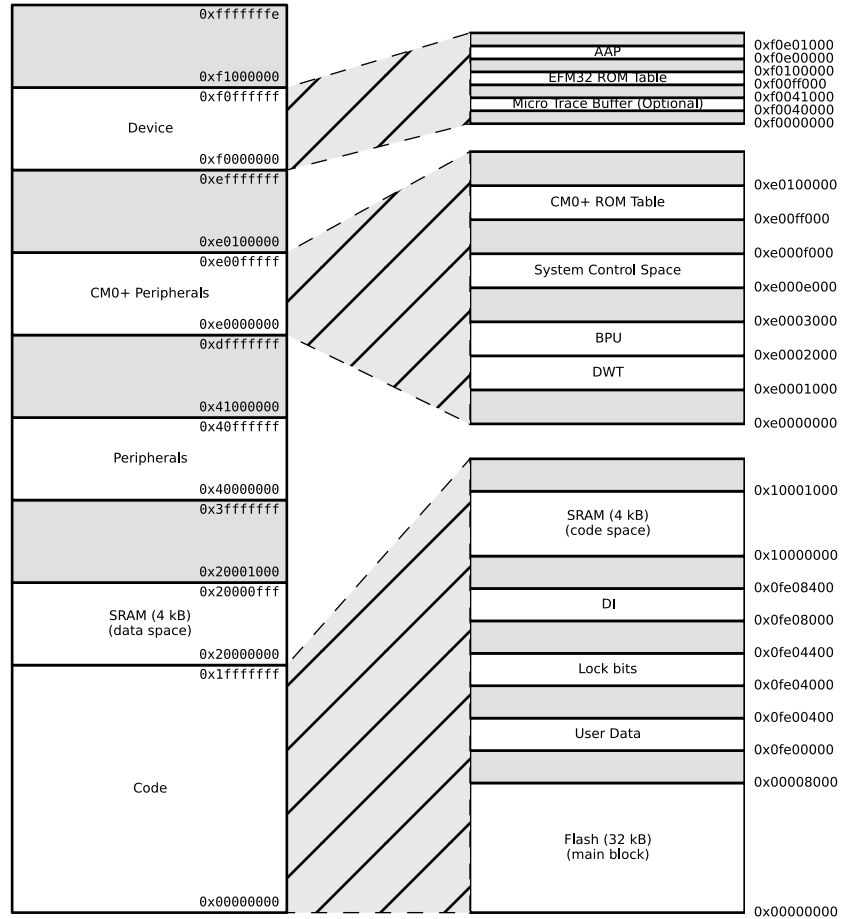 0xfffffffe
0xf1000000
0xf0ffffff
Device
0xf0000000
0xefffffff
0xe0100000
0xe00fffff
CM0+ Peripherals
0xe0000000
0xdfffffff
0x41000000
0x40ffffff
Peripherals
0x40000000
0x3fffffff
0x20001000
0x20000fff
SRAM (4 kB)
(data space)
0x20000000
0x1fffffff
Code
0x00000000
0xf0e01000
AAP
0xf0e00000
0xf0100000
EFM32 ROM Table
0xf00ff000
0xf0041000
Micro Trace Buffer (Optional)
0xf0040000
0xf0000000
0xe0100000
CM0+ ROM Table
0xe00ff000
0xe000f000
System Control Space
0xe000e000
0xe0003000
BPU
0xe0002000
DWT
0xe0001000
0xe0000000
0x10001000
SRAM (4 kB)
(code space)
0x10000000
0x0fe08400
DI
0x0fe08000
0x0fe04400
Lock bits
0x0fe04000
0x0fe00400
User Data
0x0fe00000
0x00008000
Flash (32 kB)
(main block)
0x00000000